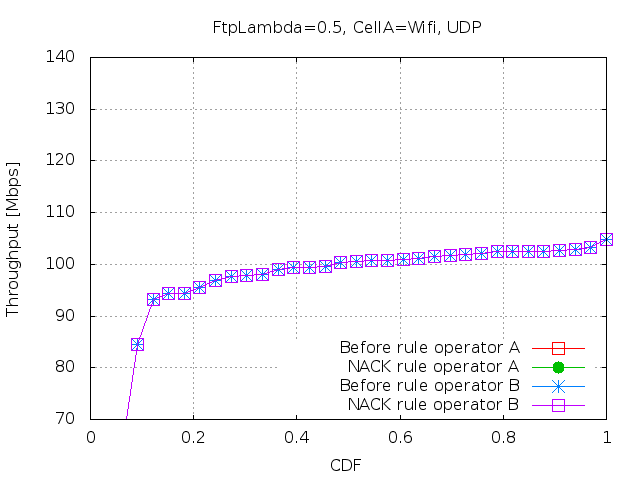 FtpLambda=0.5, CellA=Wifi, UDP
140
130
120
110
100
90
80
70
Throughput [Mbps]
Before rule operator A
NACK rule operator A
Before rule operator B
NACK rule operator B
0 0.2 0.4 0.6 0.8 1
CDF